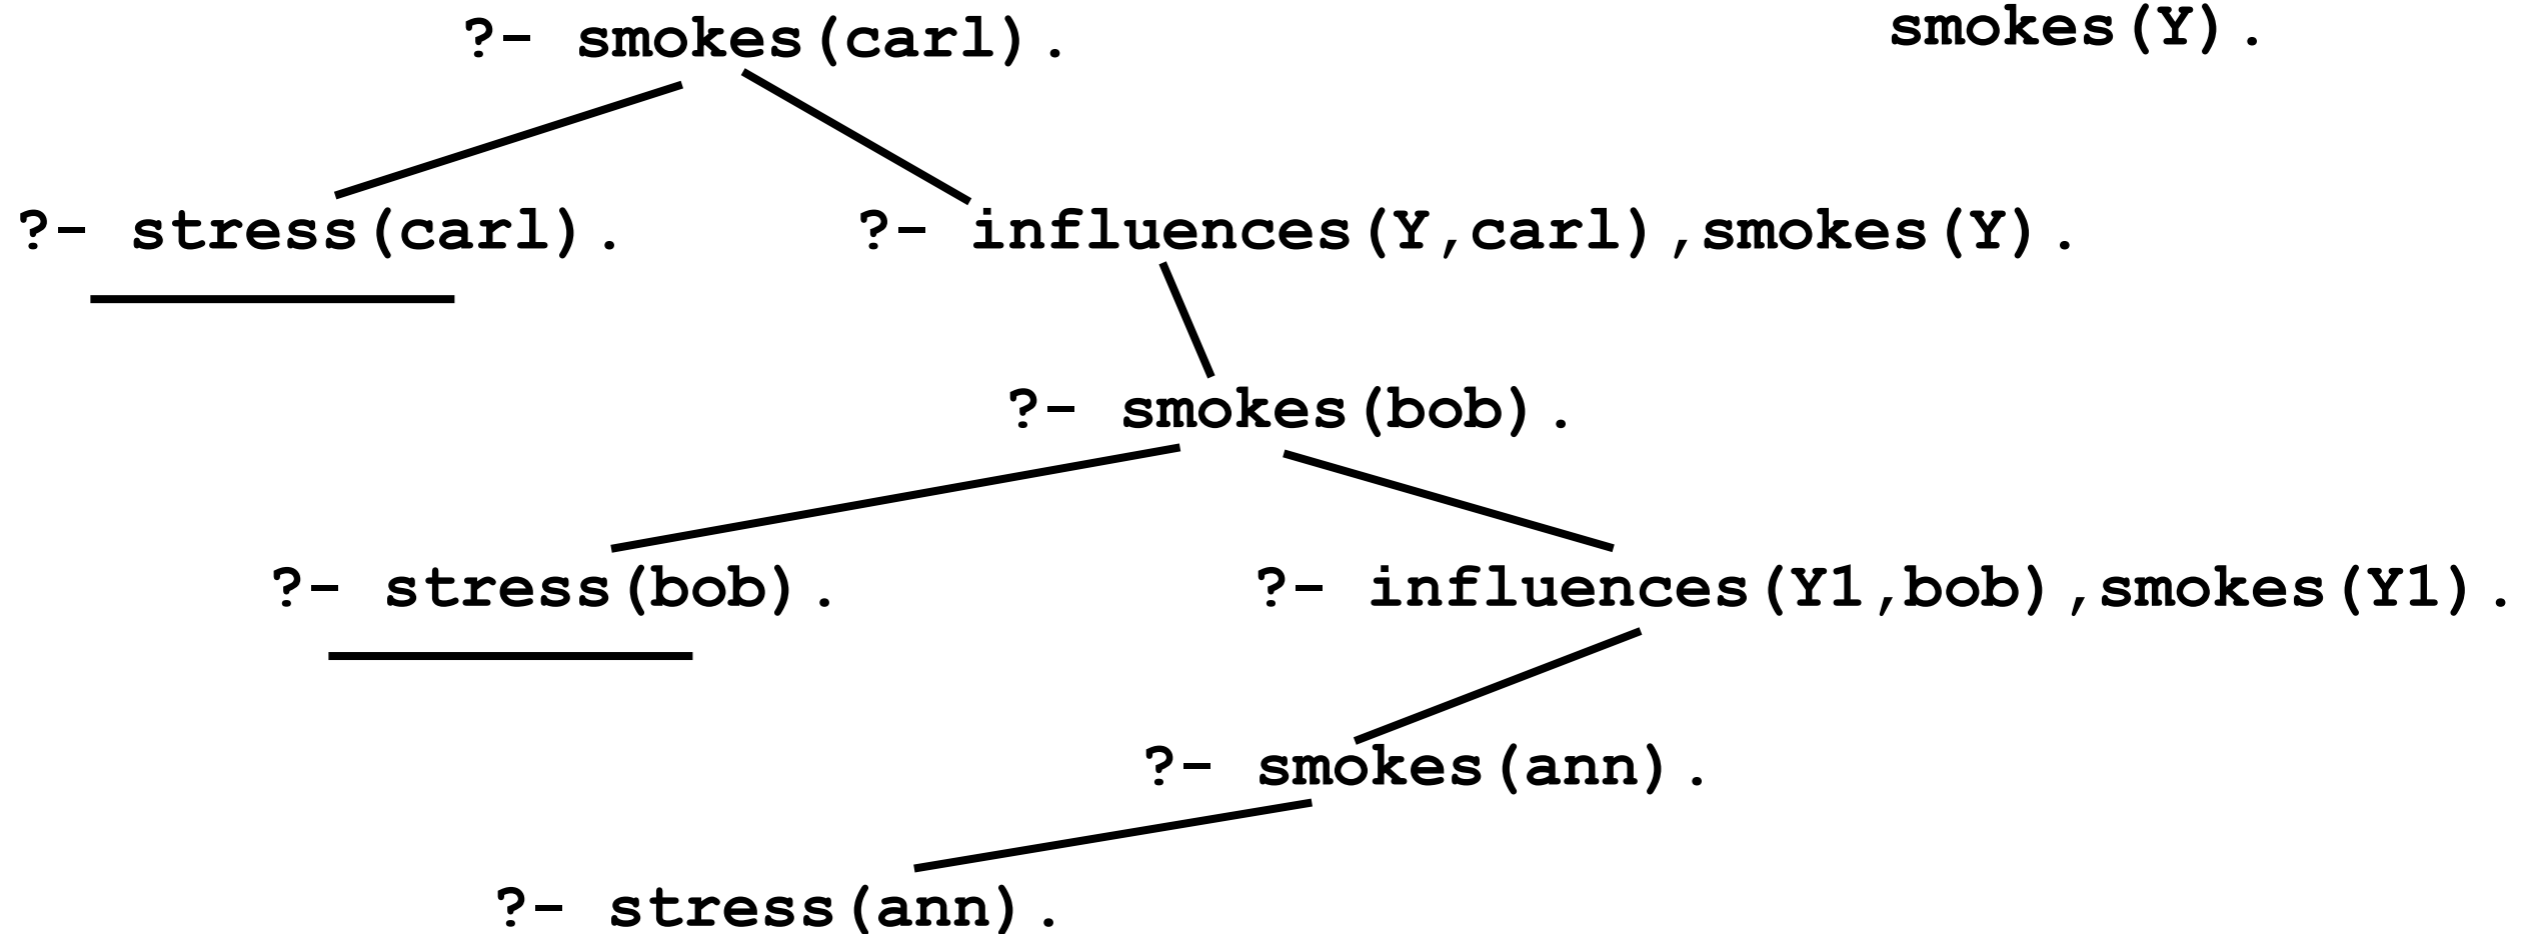 ?- smokes(carl).
smokes(Y).
?- stress(carl).
?- influences(Y,carl),smokes(Y).
?- smokes(bob).
?- stress(bob).
?- influences(Y1,bob),smokes(Y1).
?- smokes(ann).
?- stress(ann).